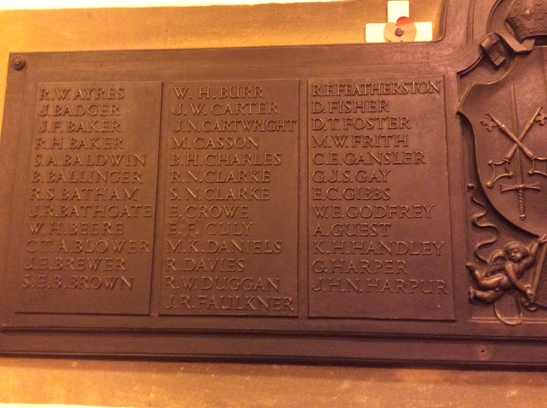 R.W.AYRES
J.BADGER
J.F.BAKER
R.H.BAKER
S.A.BALDWIN
B.BALLINGER
R.S.BATHAM
J.R.BATHGATE
W.H.BEERE
C.T.A.BLOWER
J.E.BREWER
S.E.B.BROWN
W.H.BURR
J.W.CARTER
J.N.CARTWRIGHT
M.CASSON
B.H.CHARLES
R.N.CLARKE
S.N.CLARKE
E.CROWE
E.F.CULY
M.K.DANIELS
R.DAVIES
R.W.DUGGAN
J.R.FAULKNER
R.E.FEATHERSTON
D.FISHER
D.T.FOSTER
M.W.FRITH
C.E.GANSLER
G.J.S.GAY
E.C.GIBBS
W.E.GODFREY
A.GUEST
K.H.HANDLEY
G.HARPER
J.H.N.HARPUR